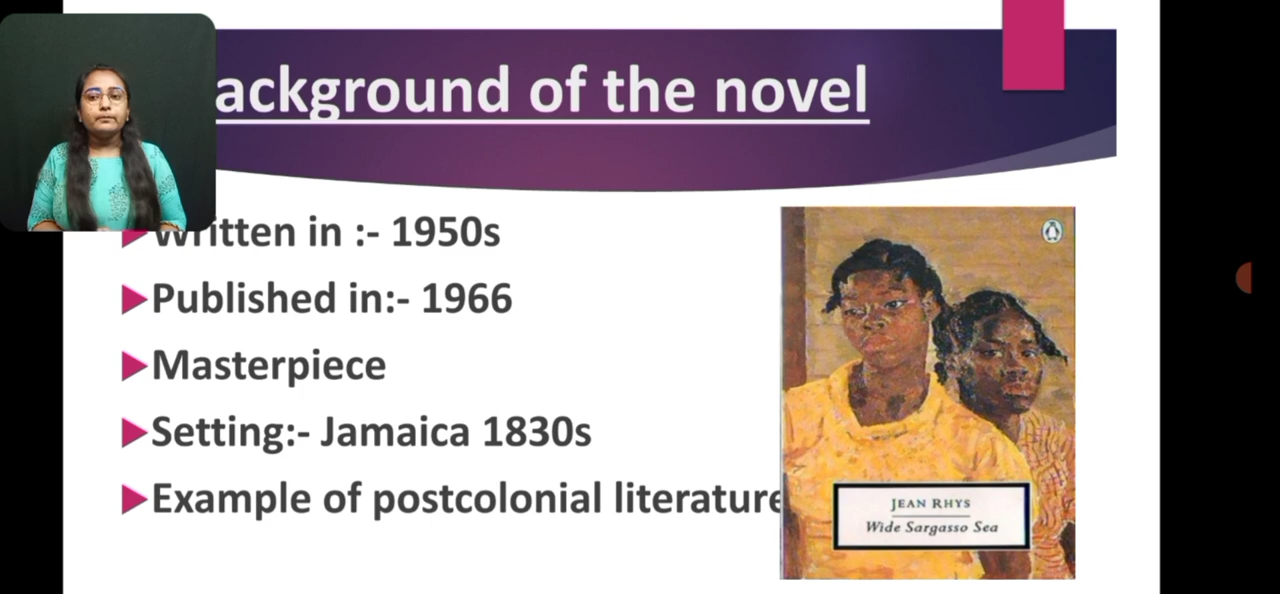 ackground of the novel
Written in :- 1950s
Published in:- 1966
Masterpiece
Setting:- Jamaica 1830s
Example of postcolonial literature
JEAN RHYS
Wide Sargasso Sea